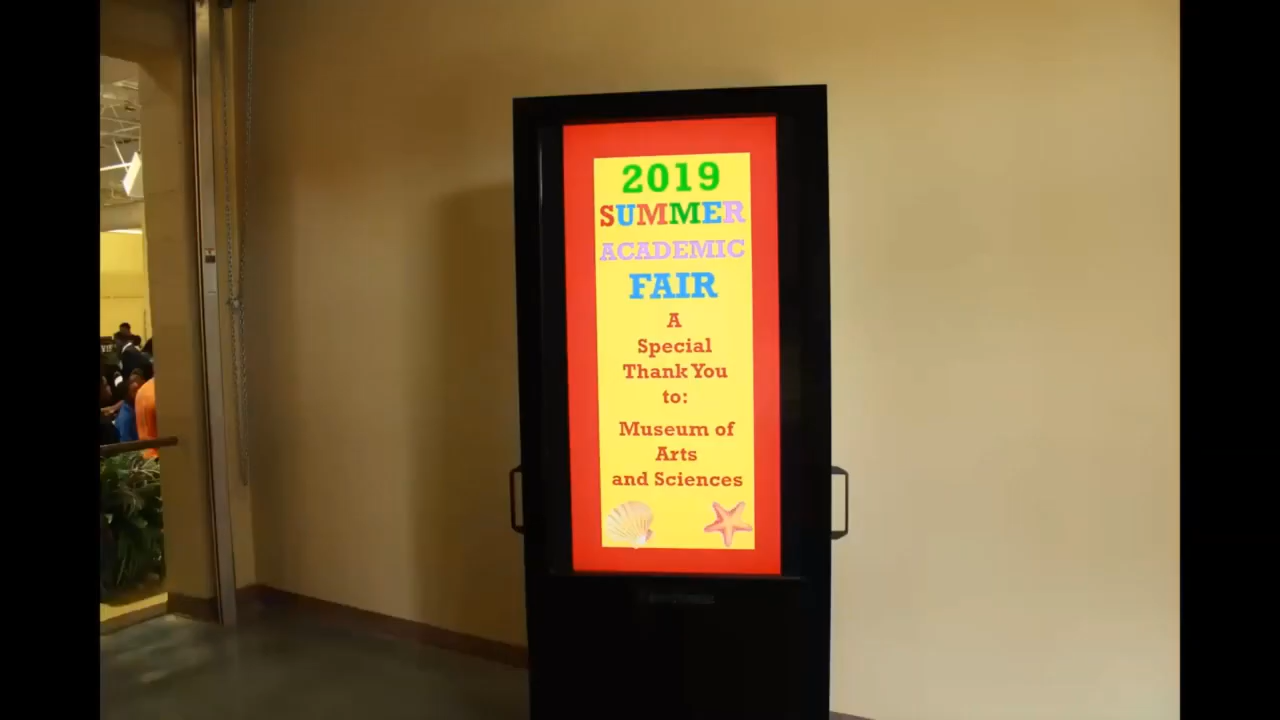 2019
SUMMER
ACADEMIC
FAIR
A
Special
Thank You
to:
Museum of
Arts
and Sciences